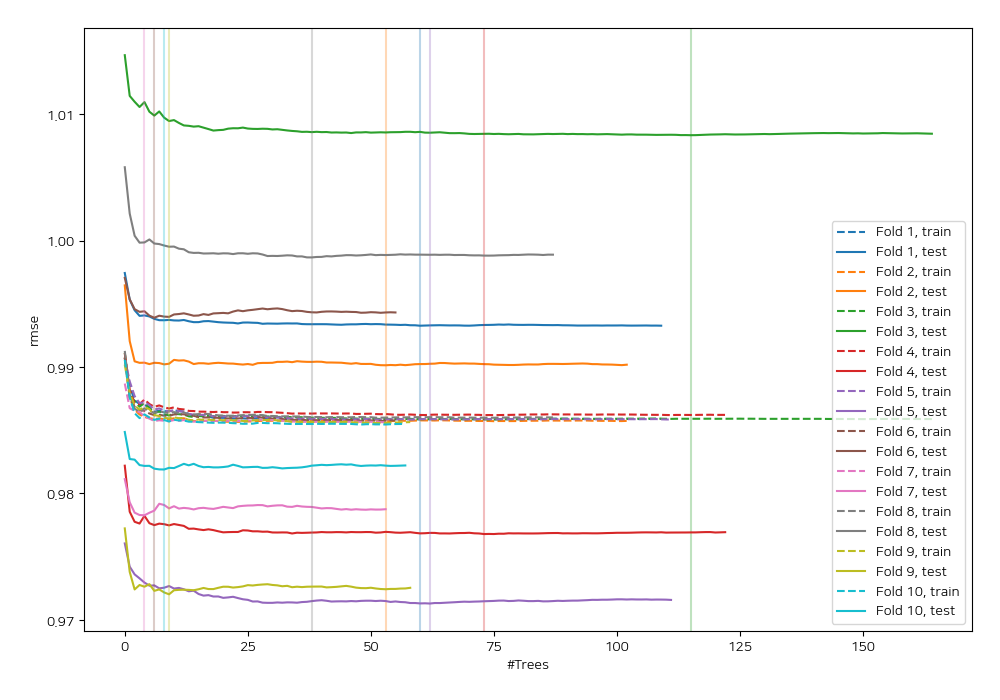 1.01
1.00
0.99
0.98
0.97
rmse
0
25
50
75
100
125
150
#Trees
Fold 1, train
Fold 1, test
Fold 2, train
Fold 2, test
Fold 3, train
Fold 3, test
Fold 4, train
Fold 4, test
Fold 5, train
Fold 5, test
Fold 6, train
Fold 6, test
Fold 7, train
Fold 7, test
Fold 8, train
Fold 8, test
Fold 9, train
Fold 9, test
Fold 10, train
Fold 10, test